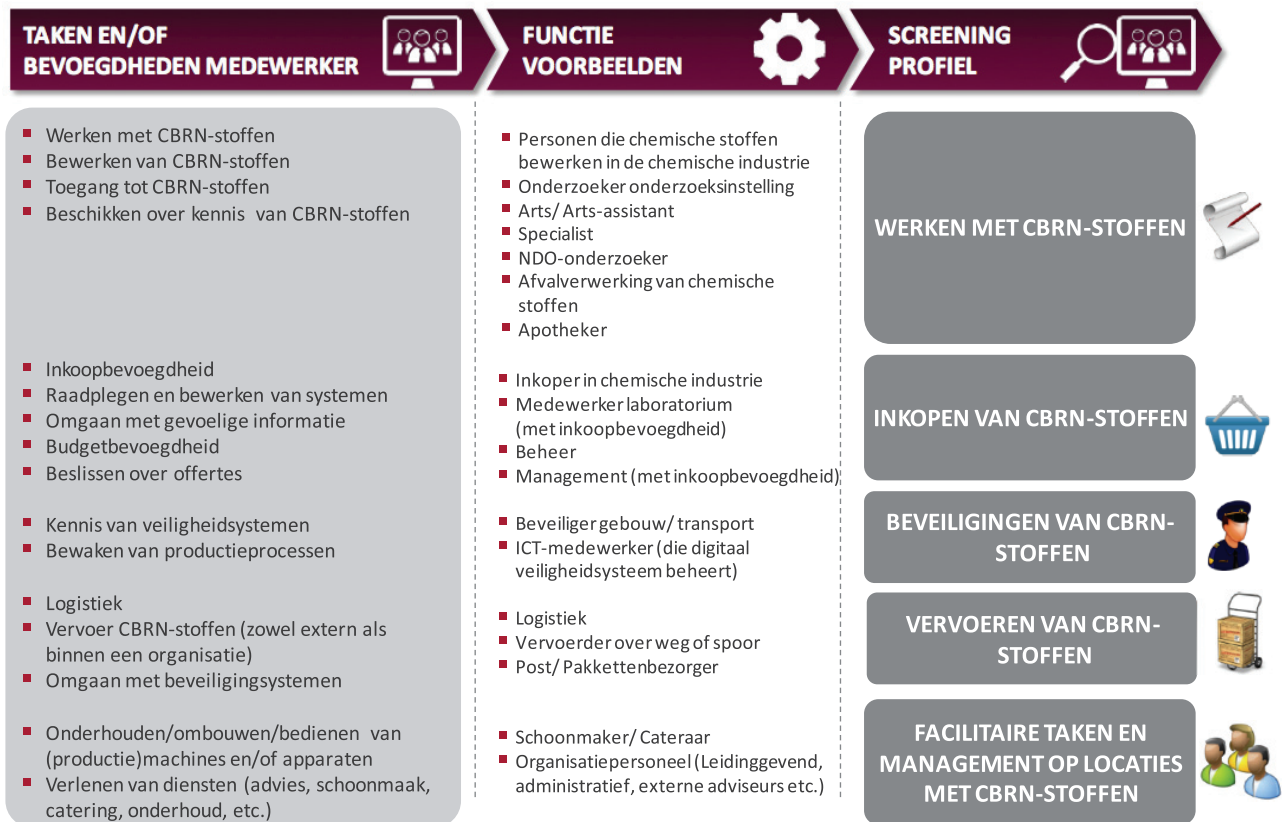 TAKEN EN/OF
BEVOEGDHEDEN MEDEWERKER
FUNCTIE
VOORBEELDEN
SCREENING
PROFIEL
Werken met CBRN-stoffen
Bewerken van CBRN-stoffen
Toegang tot CBRN-stoffen
Beschikken over kennis van CBRN-stoffen
Personen die chemische stoffen
bewerken in de chemische industrie
Onderzoeker onderzoeksinstelling
Arts/ Arts-assistant
Specialist
NDO-onderzoeker
Afvalverwerking van chemische
stoffen
Apotheker
WERKEN MET CBRN-STOFFEN
Inkoopbevoegdheid
Raadplegen en bewerken van systemen
Omgaan met gevoelige informatie
Budgetbevoegdheid
Beslissen over offertes
Inkoper in chemische industrie
Medewerker laboratorium
(met inkoopbevoegdheid)
Beheer
Management (met inkoopbevoegdheid)
INKOPEN VAN CBRN-STOFFEN
Kennis van veiligheidsystemen
Bewaken van productieprocessen
Beveiliger gebouw/ transport
ICT-medewerker (die digitaal
veiligheidsysteem beheert)
BEVEILIGINGEN VAN CBRN-
STOFFEN
Logistiek
Vervoer CBRN-stoffen (zowel extern als
binnen een organisatie)
Omgaan met beveiligingsystemen
Logistiek
Vervoerder over weg of spoor
Post/ Pakkettenbezorger
VERVOEREN VAN CBRN-
STOFFEN
Onderhouden/ombouwen/bedienen van
(productie)machines en/of apparaten
Verlenen van diensten (advies, schoonmaak,
catering, onderhoud, etc.)
Schoonmaker/ Cateraar
Organisatiepersoneel (Leidinggevend,
administratief, externe adviseurs etc.)
FACILITAIRE TAKEN EN
MANAGEMENT OP LOCATIES
MET CBRN-STOFFEN